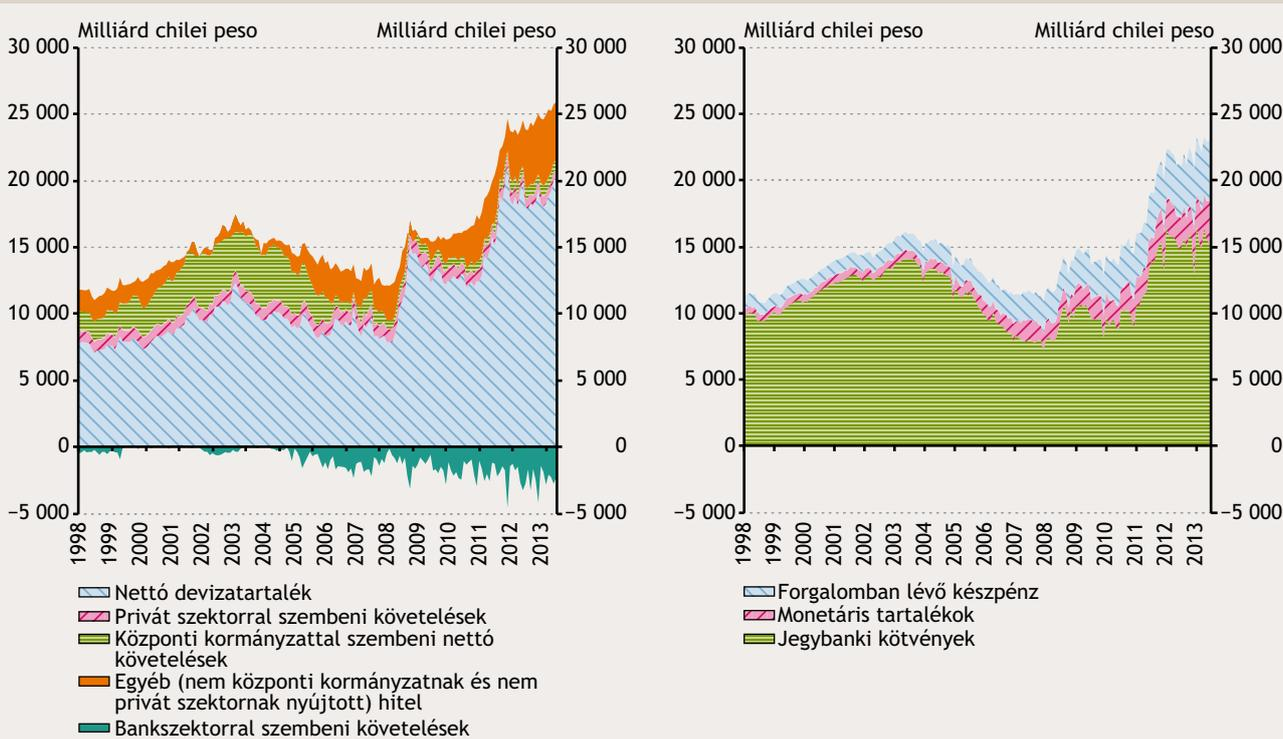 Milliárd chilei peso Milliárd chilei peso
30 000 30 000
25 000 25 000
20 000 20 000
15 000 15 000
10 000 10 000
5 000 5 000
0 0
−5 000 −5 000
1998 1999 2000 2001 2002 2003 2004 2005 2006 2007 2008 2009 2010 2011 2012 2013
Nettó devizatartalék
Privát szektorral szembeni követelések
Központi kormányzattal szembeni nettó
követelések
Egyéb (nem központi kormányzatnak és nem
privát szektornak nyújtott) hitel
Bankszektorral szembeni követelések
Milliárd chilei peso Milliárd chilei peso
30 000 30 000
25 000 25 000
20 000 20 000
15 000 15 000
10 000 10 000
5 000 5 000
0 0
−5 000 −5 000
1998 1999 2000 2001 2002 2003 2004 2005 2006 2007 2008 2009 2010 2011 2012 2013
Forgalomban lévő készpénz
Monetáris tartalékok
Jegybanki kötvények